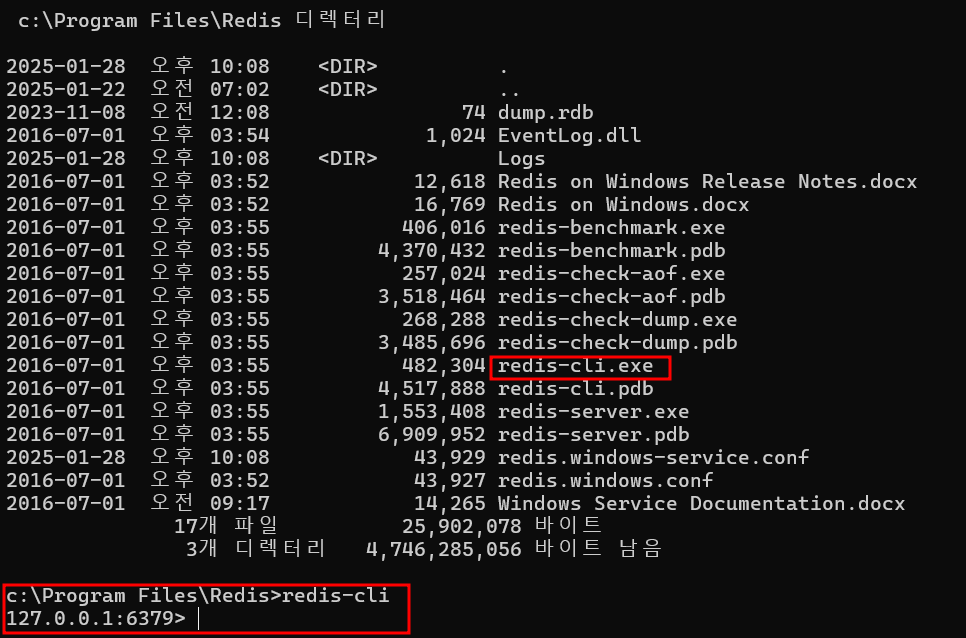 c:\Program Files\Redis 디렉터리
2025-01-28 오후 10:08 <DIR> .
2025-01-22 오전 07:02 <DIR> ..
2023-11-08 오전 12:08 74 dump.rdb
2016-07-01 오후 03:54 1,024 EventLog.dll
2025-01-28 오후 10:08 <DIR> Logs
2016-07-01 오후 03:52 12,618 Redis on Windows Release Notes.docx
2016-07-01 오후 03:52 16,769 Redis on Windows.docx
2016-07-01 오후 03:55 406,016 redis-benchmark.exe
2016-07-01 오후 03:55 4,370,432 redis-benchmark.pdb
2016-07-01 오후 03:55 257,024 redis-check-aof.exe
2016-07-01 오후 03:55 3,518,464 redis-check-aof.pdb
2016-07-01 오후 03:55 268,288 redis-check-dump.exe
2016-07-01 오후 03:55 3,485,696 redis-check-dump.pdb
2016-07-01 오후 03:55 482,304 redis-cli.exe
2016-07-01 오후 03:55 4,517,888 redis-cli.pdb
2016-07-01 오후 03:55 1,553,408 redis-server.exe
2016-07-01 오후 03:55 6,909,952 redis-server.pdb
2025-01-28 오후 10:08 43,929 redis.windows-service.conf
2016-07-01 오후 03:52 43,927 redis.windows.conf
2016-07-01 오전 09:17 14,265 Windows Service Documentation.docx
17개 파일 25,902,078 바이트
3개 디렉터리 4,746,285,056 바이트 남음
c:\Program Files\Redis>redis-cli
127.0.0.1:6379>